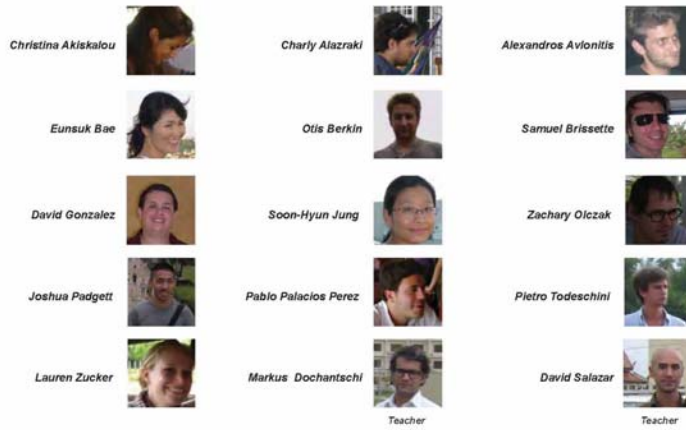 Christina Akiskalou
Charly Alazraki
Alexandros Avlonitis
Eunsuk Bae
Otis Berkin
Samuel Brissette
David Gonzalez
Soon-Hyun Jung
Zachary Olczak
Joshua Padgett
Pablo Palacios Perez
Pietro Todeschini
Lauren Zucker
Markus Dochantschi
David Salazar
Teacher
Teacher